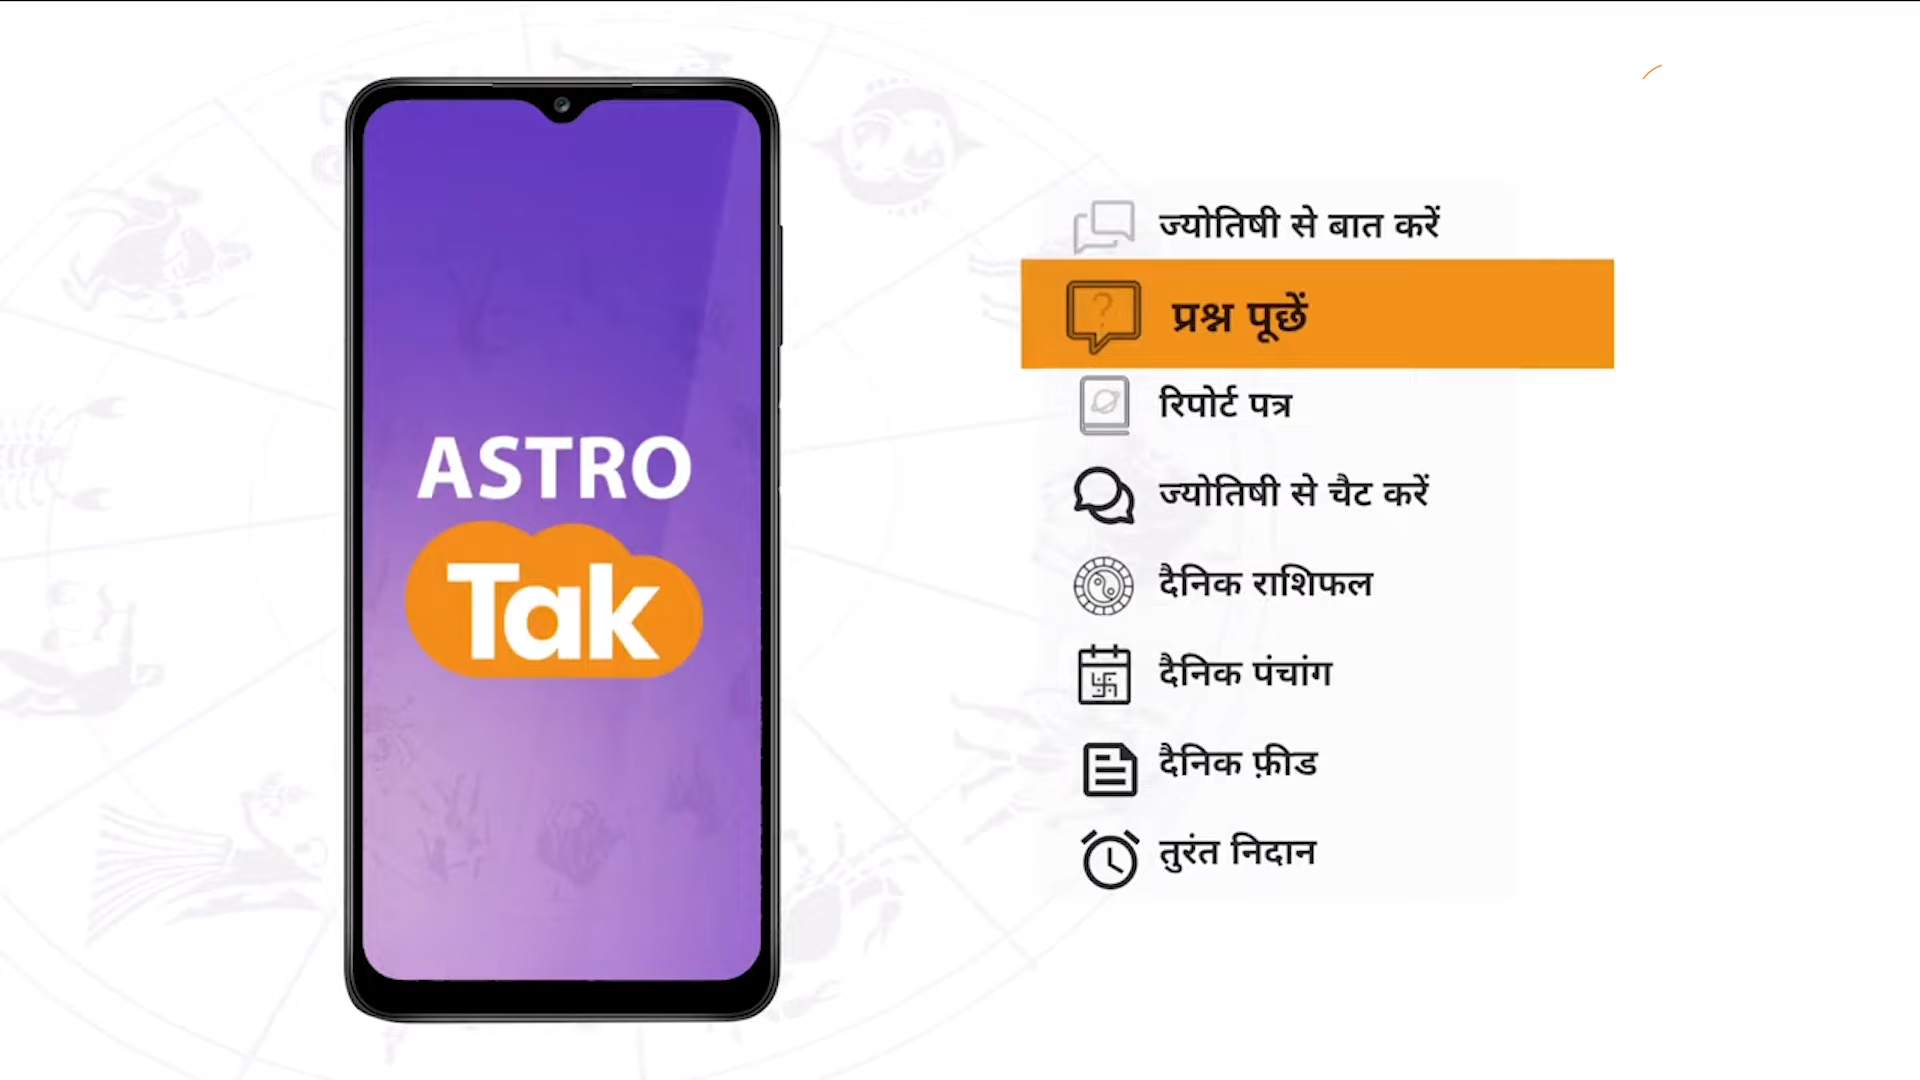 ASTRO
Tak
ज्योतिषी से बात करें
प्रश्न पूछें
रिपोर्ट पत्र
ज्योतिषी से चैट करें
दैनिक राशिफल
दैनिक पंचांग
दैनिक फ़ीड
तुरंत निदान